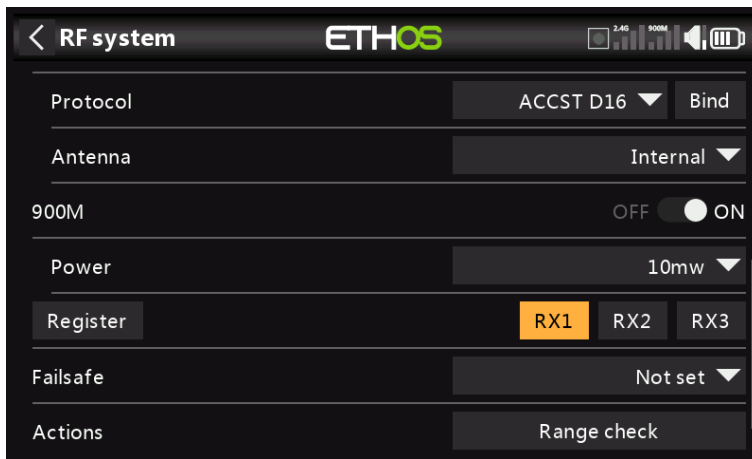 RF system ETHOS 2.4G 900M
Protocol ACCST D16 Bind
Antenna Internal
900M OFF ON
Power 10mw
Register RX1 RX2 RX3
Failsafe Not set
Actions Range check